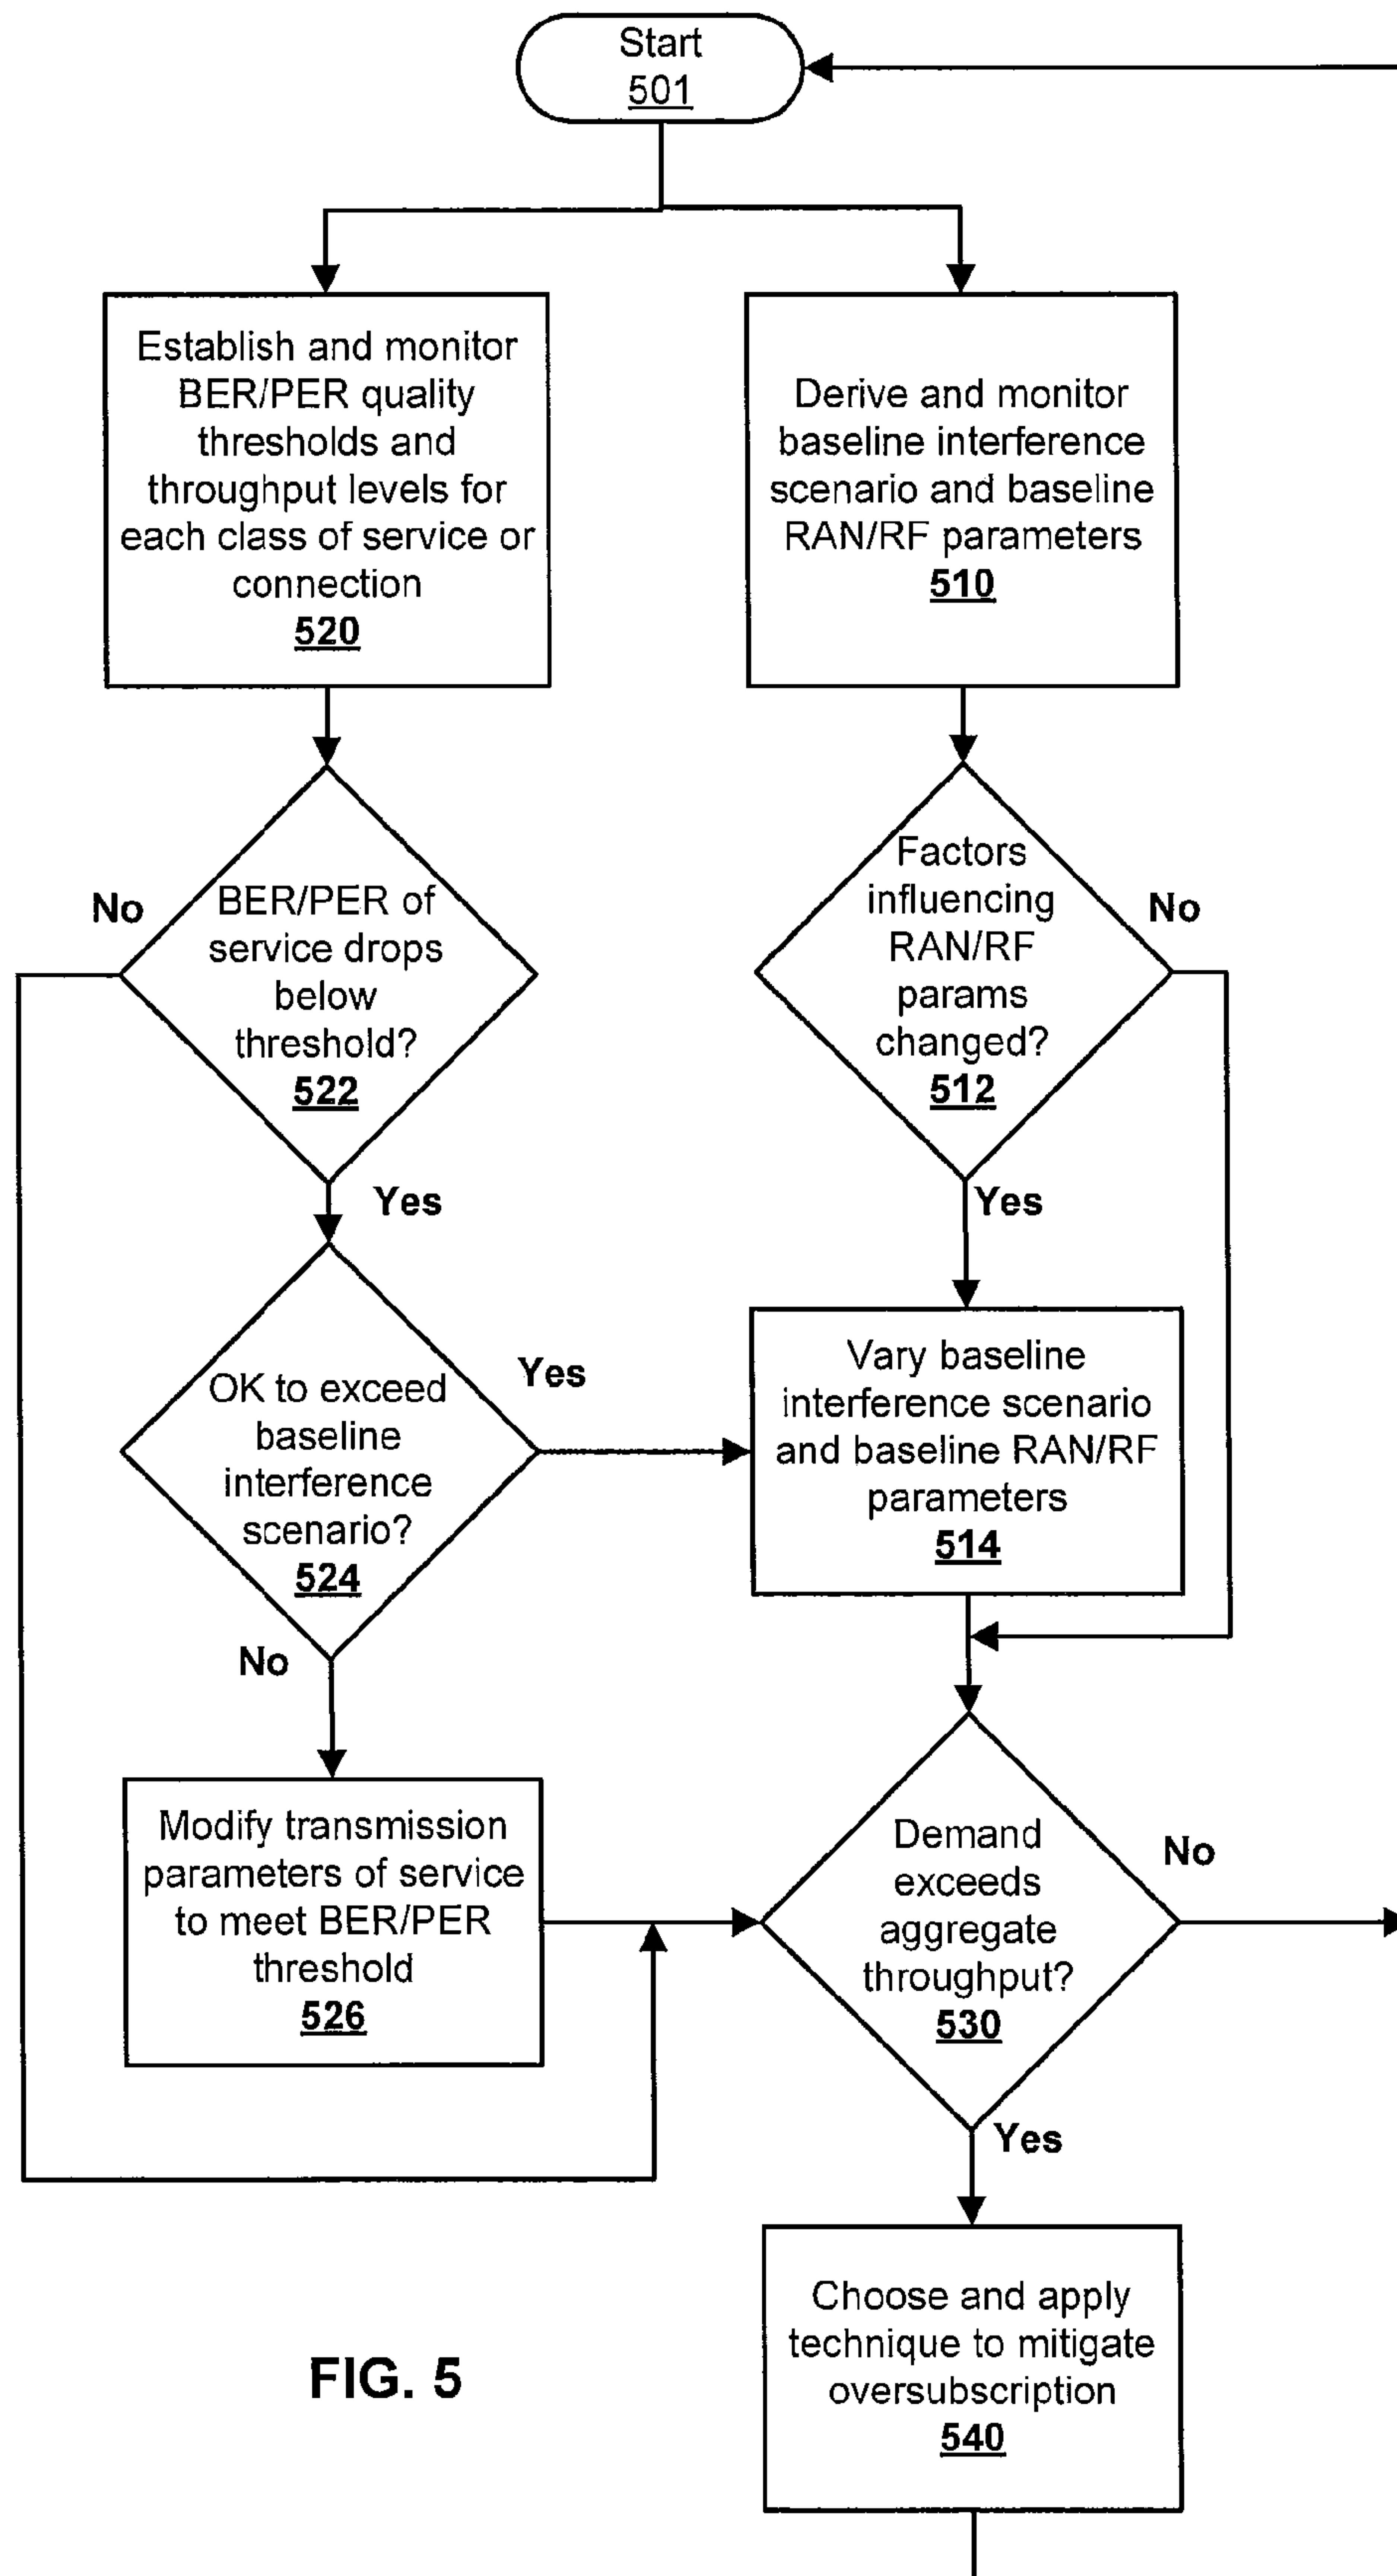 Start
501
Establish and monitor
BER/PER quality
thresholds and
throughput levels for
each class of service or
connection
520
Derive and monitor
baseline interference
scenario and baseline
RAN/RF parameters
510
No
BER/PER of
service drops
below
threshold?
522
Yes
Factors
influencing
RAN/RF
params
changed?
512
No
Yes
OK to exceed
baseline
interference
scenario?
524
Yes
No
Vary baseline
interference scenario
and baseline RAN/RF
parameters
514
Modify transmission
parameters of service
to meet BER/PER
threshold
526
Demand
exceeds
aggregate
throughput?
530
No
Yes
Choose and apply
technique to mitigate
oversubscription
540
FIG. 5